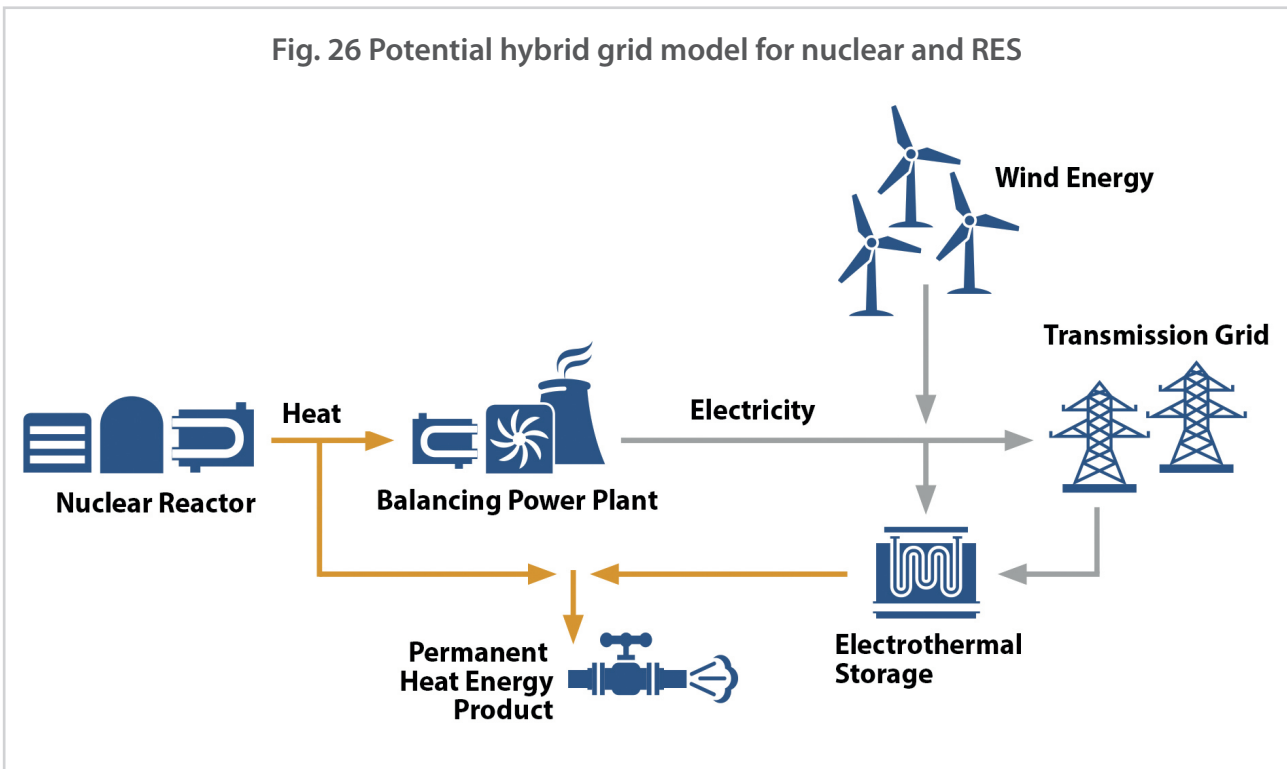 Fig. 26 Potential hybrid grid model for nuclear and RES
Wind Energy
Transmission Grid
Heat
Electricity
Nuclear Reactor
Balancing Power Plant
Permanent
Heat Energy
Product
Electrothermal
Storage